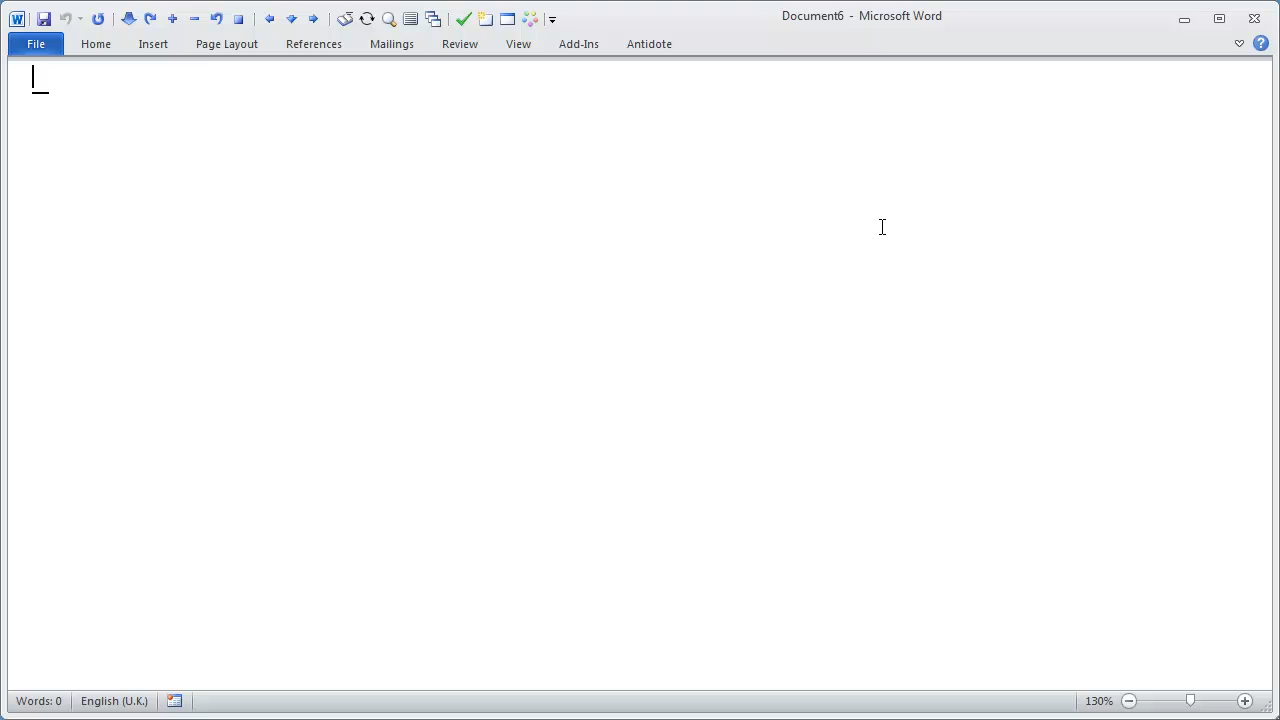 Document6 - Microsoft Word
File Home Insert Page Layout References Mailings Review View Add-Ins Antidote
Words: 0 English (U.K.) 130%